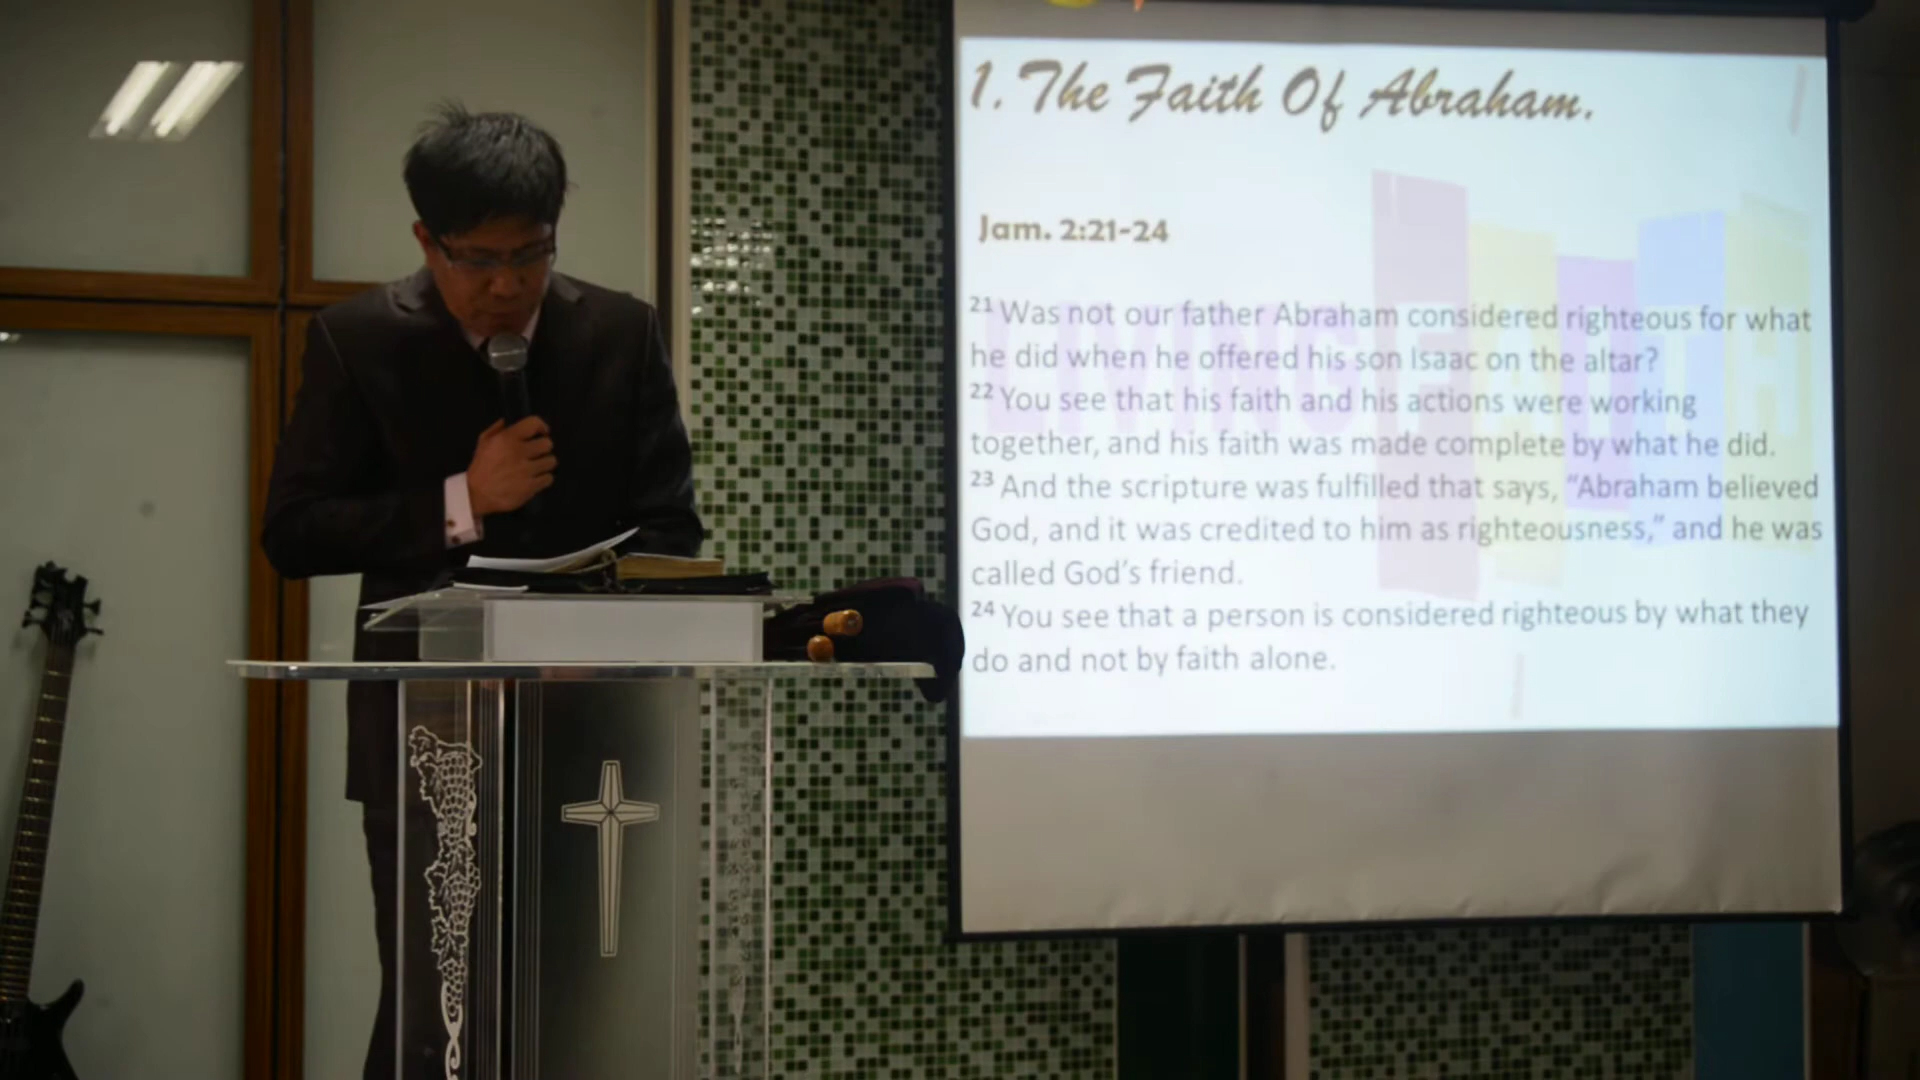 1. The Faith Of Abraham.
Jam. 2:21-24
21 Was not our father Abraham considered righteous for what
he did when he offered his son Isaac on the altar?
22 You see that his faith and his actions were working
together, and his faith was made complete by what he did.
23 And the scripture was fulfilled that says, “Abraham believed
God, and it was credited to him as righteousness,” and he was
called God’s friend.
24 You see that a person is considered righteous by what they
do and not by faith alone.
LIVING FAITH